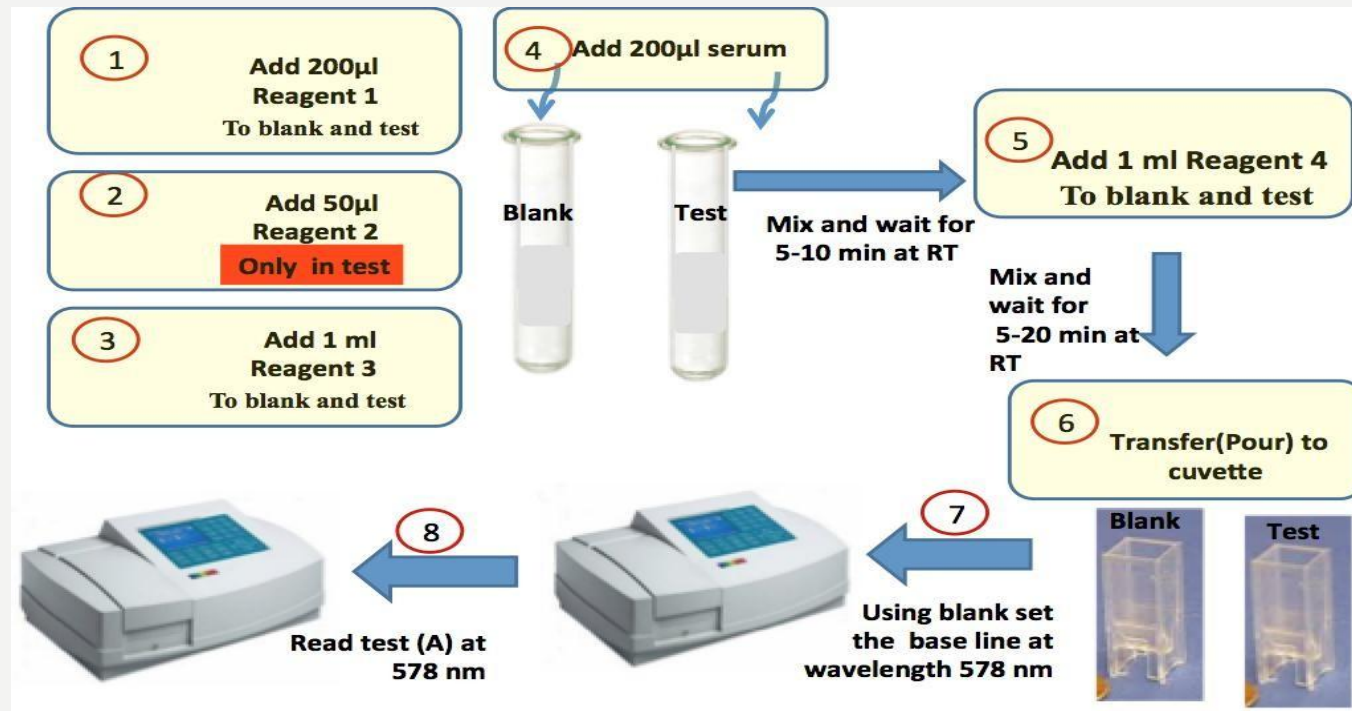 1
Add 200µl
Reagent 1
To blank and test
2
Add 50µl
Reagent 2
Only in test
3
Add 1 ml
Reagent 3
To blank and test
4
Add 200µl serum
Blank
Test
Mix and wait for
5-10 min at RT
5
Add 1 ml Reagent 4
To blank and test
Mix and
wait for
5-20 min at
RT
6
Transfer(Pour) to
cuvette
Blank
Test
7
Using blank set
the base line at
wavelength 578 nm
8
Read test (A) at
578 nm